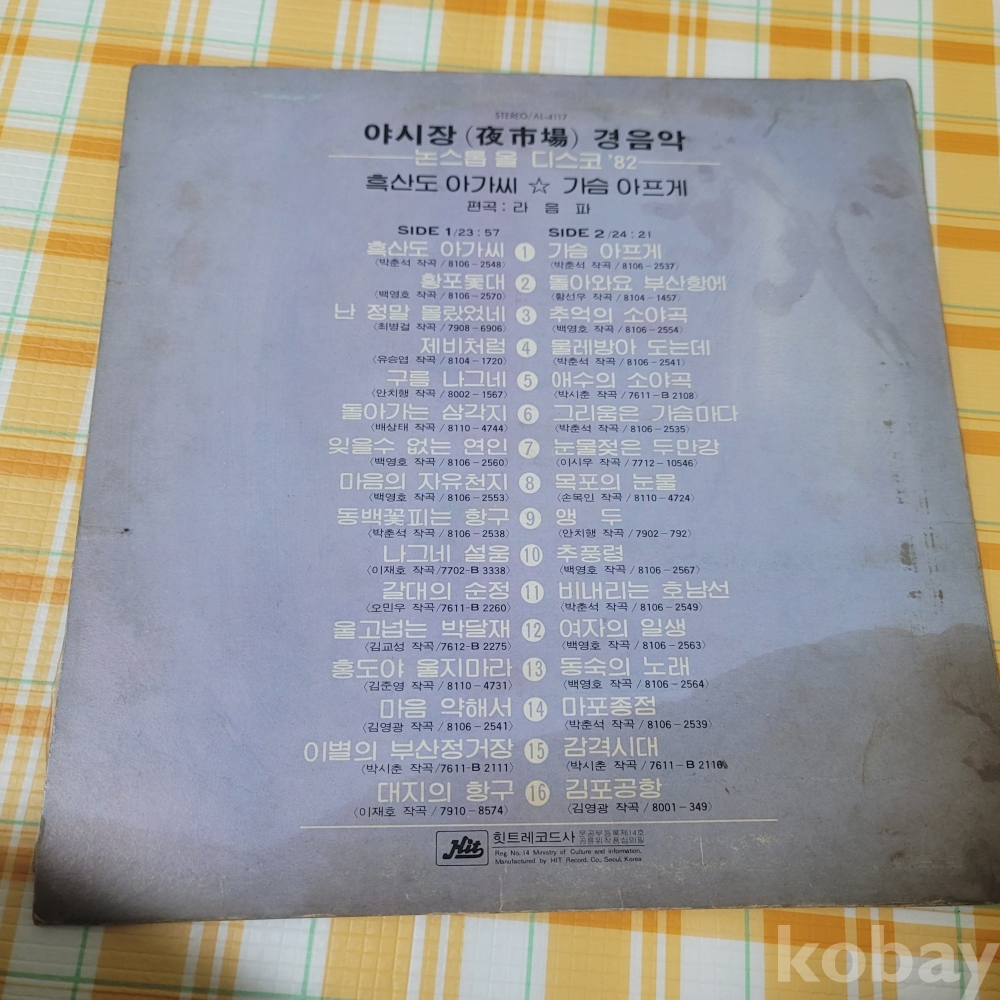 STEREO/AL-4117
야시장 (夜市場) 경음악
논스톱 올 디스코 '82
흑산도 아가씨 ☆ 가슴 아프게
편곡 : 라 음 파
SIDE 1/23 : 57 SIDE 2/24 : 21
흑산도 아가씨 1 가슴 아프게
〈박춘석 작곡/8106-2548〉 〈박춘석 작곡/8106-2537〉
황포돛대 2 돌아와요 부산항에
〈백영호 작곡/8106-2570〉 〈황선우 작곡/8104-1457〉
난 정말 몰랐었네 3 추억의 소야곡
〈최병걸 작곡/7908-6906〉 〈백영호 작곡/8106-2554〉
제비처럼 4 물레방아 도는데
〈유승엽 작곡/8104-1720〉 〈박춘석 작곡/8106-2541〉
구름 나그네 5 애수의 소야곡
〈안치행 작곡/8002-1567〉 〈박시춘 작곡/7611-B 2108〉
돌아가는 삼각지 6 그리움은 가슴마다
〈배상태 작곡/8110-4744〉 〈박춘석 작곡/8106-2535〉
잊을수 없는 연인 7 눈물젖은 두만강
〈백영호 작곡/8106-2560〉 〈이시우 작곡/7712-10546〉
마음의 자유천지 8 목포의 눈물
〈백영호 작곡/8106-2553〉 〈손목인 작곡/8110-4724〉
동백꽃피는 항구 9 앵 두
〈박춘석 작곡/8106-2538〉 〈안치행 작곡/7902-792〉
나그네 설움 10 추풍령
〈이재호 작곡/7702-B 3338〉 〈백영호 작곡/8106-2567〉
갈대의 순정 11 비내리는 호남선
〈오민우 작곡/7611-B 2260〉 〈박춘석 작곡/8106-2549〉
울고넘는 박달재 12 여자의 일생
〈김교성 작곡/7612-B 2275〉 〈백영호 작곡/8106-2563〉
홍도야 울지마라 13 동숙의 노래
〈김준영 작곡/8110-4731〉 〈백영호 작곡/8106-2564〉
마음 약해서 14 마포종점
〈김영광 작곡/8106-2541〉 〈박춘석 작곡/8106-2539〉
이별의 부산정거장 15 감격시대
〈박시춘 작곡/7611-B 2111〉 〈박시춘 작곡/7611-B 2110〉
대지의 항구 16 김포공항
〈이재호 작곡/7910-8574〉 〈김영광 작곡/8001-349〉
Hit 힛트레코드사 문공부등록제14호
공륜위작품심의필
Reg. No. 14 Ministry of Culture and information,
Manufactured by HIT Record. Co., Seoul, Korea
kobay